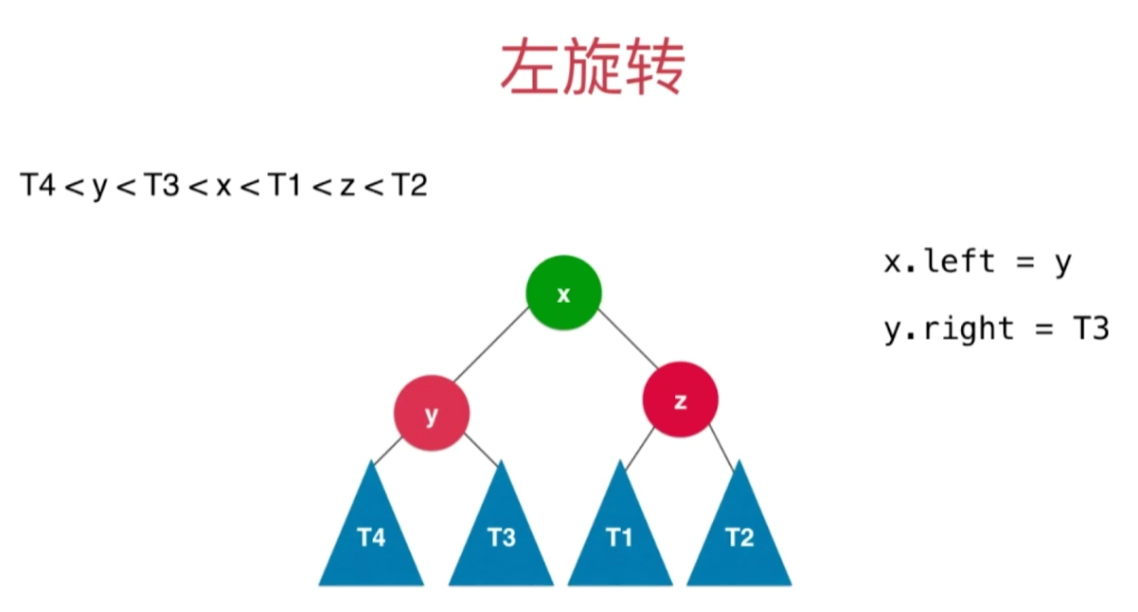 左旋转
T4 < y < T3 < x < T1 < z < T2
x.left = y
y.right = T3
x
y
z
T4
T3
T1
T2